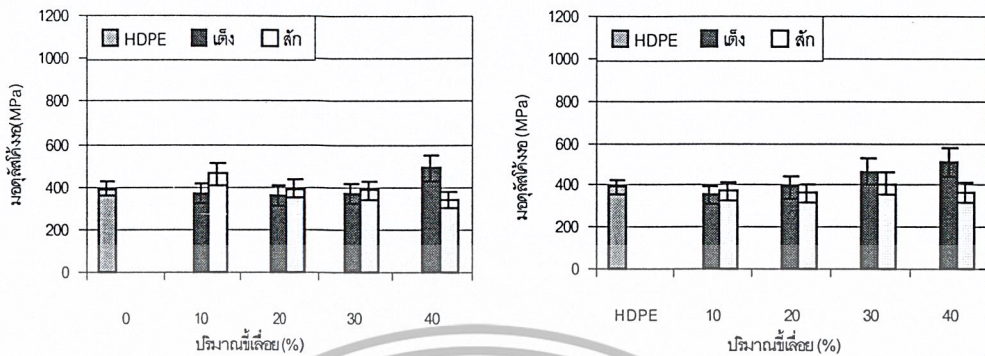 1200
1000
800
600
400
200
0
มอดุลัสโค้งงอ(MPa)
HDPE เต็ง สัก
0 10 20 30 40
ปริมาณขี้เลื่อย (%)
1200
1000
800
600
400
200
0
มอดุลัสโค้งงอ (MPa)
HDPE เต็ง สัก
HDPE 10 20 30 40
ปริมาณขี้เลื่อย (%)